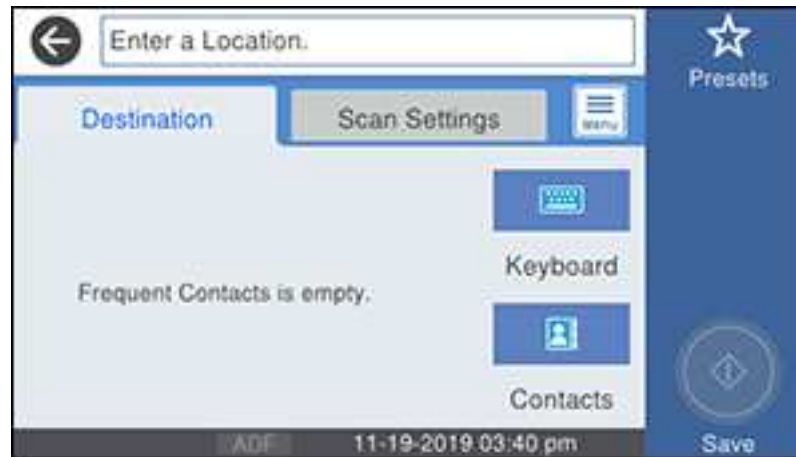 Enter a Location.
Presets
Destination
Scan Settings
Menu
Keyboard
Frequent Contacts is empty.
Contacts
ADF
11-19-2019 03:40 pm
Save